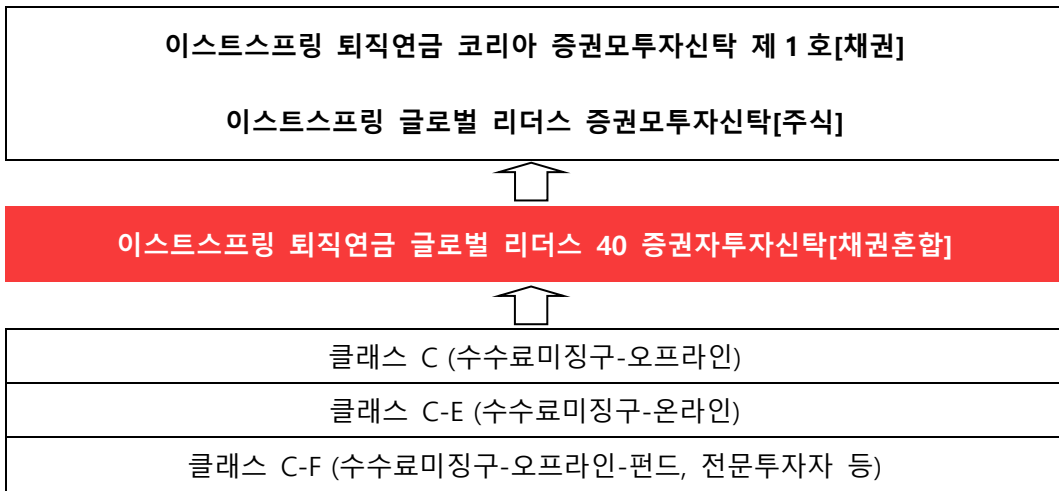 이스트스프링 퇴직연금 코리아 증권모투자신탁 제 1 호[채권]
이스트스프링 글로벌 리더스 증권모투자신탁[주식]
이스트스프링 퇴직연금 글로벌 리더스 40 증권자투자신탁[채권혼합]
클래스 C (수수료미징구-오프라인)
클래스 C-E (수수료미징구-온라인)
클래스 C-F (수수료미징구-오프라인-펀드, 전문투자자 등)